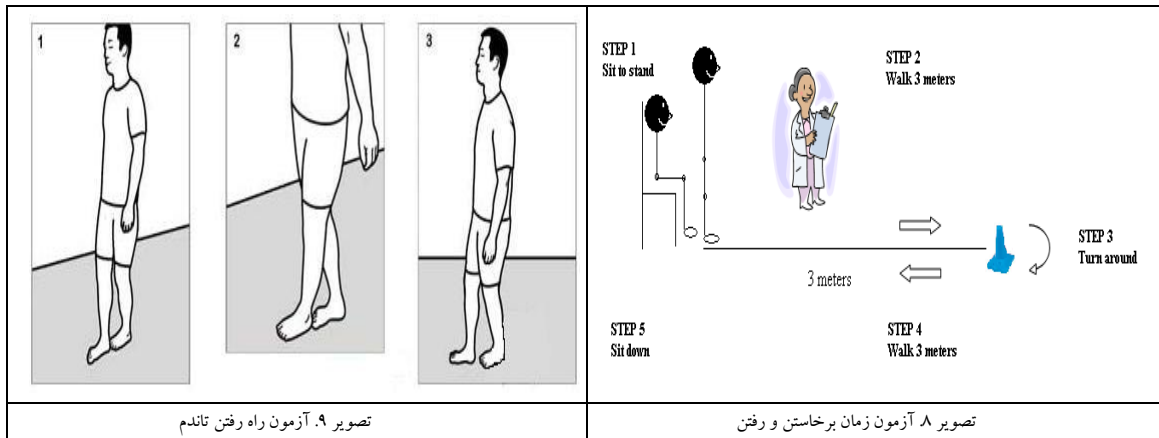 1
2
3
STEP 1
Sit to stand
STEP 2
Walk 3 meters
STEP 3
Turn around
3 meters
STEP 5
Sit down
STEP 4
Walk 3 meters
تصویر ۹. آزمون راه رفتن تاندم
تصویر ۸. آزمون زمان برخاستن و رفتن